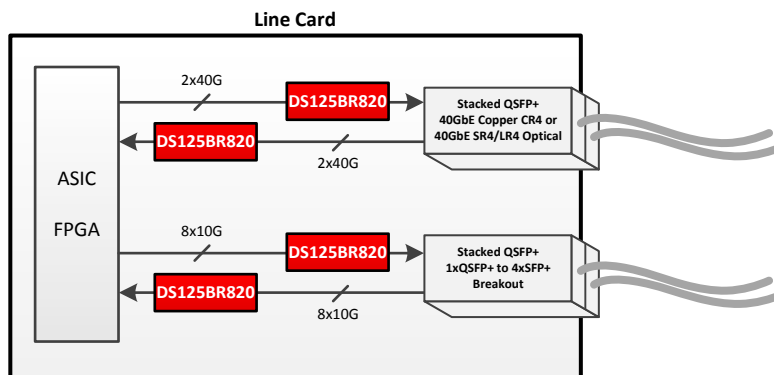 Line Card
2x40G
DS125BR820
DS125BR820
2x40G
Stacked QSFP+
40GbE Copper CR4 or
40GbE SR4/LR4 Optical
ASIC
FPGA
8x10G
DS125BR820
DS125BR820
8x10G
Stacked QSFP+
1xQSFP+ to 4xSFP+
Breakout